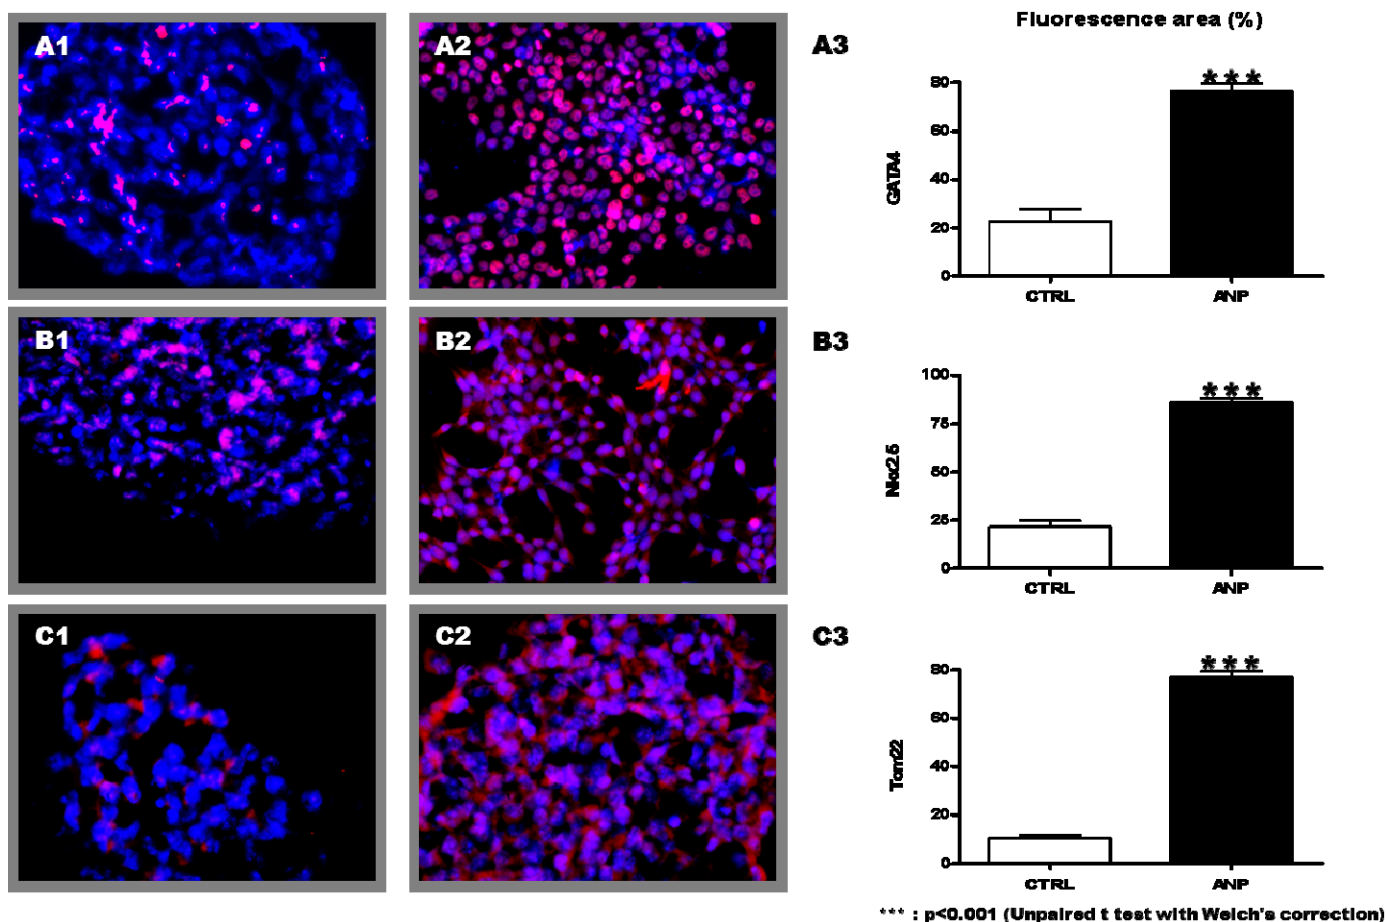 Fluorescence area (%)
A1
A2
A3
80
60
40
20
0
GATA4
***
CTRL
ANP
B1
B2
B3
100
75
50
25
0
Nkx2.5
***
CTRL
ANP
C1
C2
C3
80
60
40
20
0
Tom22
***
CTRL
ANP
*** : p<0.001 (Unpaired t test with Welch's correction)